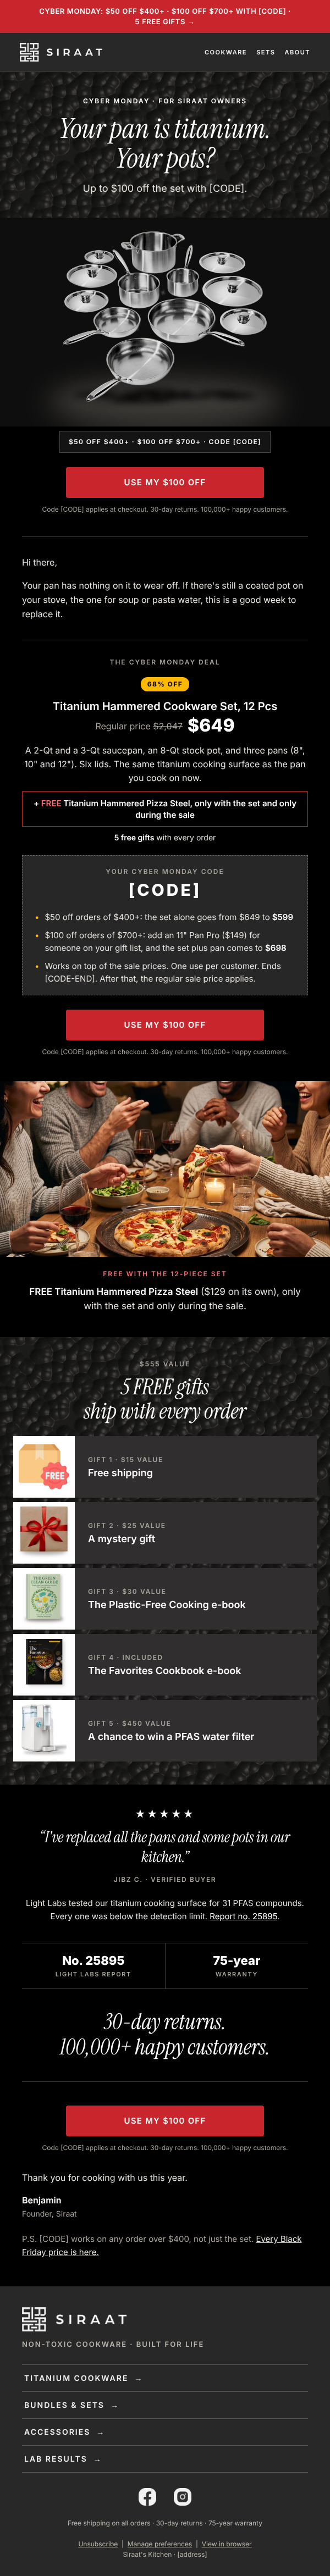 CYBER MONDAY: $50 OFF $400+ · $100 OFF $700+ WITH [CODE] ·
5 FREE GIFTS →
SIRAAT
COOKWARE SETS ABOUT
CYBER MONDAY · FOR SIRAAT OWNERS
Your pan is titanium.
Your pots?
Up to $100 off the set with [CODE].
$50 OFF $400+ · $100 OFF $700+ · CODE [CODE]
USE MY $100 OFF
Code [CODE] applies at checkout. 30-day returns. 100,000+ happy customers.
Hi there,
Your pan has nothing on it to wear off. If there's still a coated pot on
your stove, the one for soup or pasta water, this is a good week to
replace it.
THE CYBER MONDAY DEAL
68% OFF
Titanium Hammered Cookware Set, 12 Pcs
Regular price $2,047 $649
A 2-Qt and a 3-Qt saucepan, an 8-Qt stock pot, and three pans (8",
10" and 12"). Six lids. The same titanium cooking surface as the pan
you cook on now.
+ FREE Titanium Hammered Pizza Steel, only with the set and only
during the sale
5 free gifts with every order
YOUR CYBER MONDAY CODE
[CODE]
• $50 off orders of $400+: the set alone goes from $649 to $599
• $100 off orders of $700+: add an 11" Pan Pro ($149) for
someone on your gift list, and the set plus pan comes to $698
• Works on top of the sale prices. One use per customer. Ends
[CODE-END]. After that, the regular sale price applies.
USE MY $100 OFF
Code [CODE] applies at checkout. 30-day returns. 100,000+ happy customers.
FREE WITH THE 12-PIECE SET
FREE Titanium Hammered Pizza Steel ($129 on its own), only
with the set and only during the sale.
$555 VALUE
5 FREE gifts
ship with every order
FREE
GIFT 1 · $15 VALUE
Free shipping
GIFT 2 · $25 VALUE
A mystery gift
GIFT 3 · $30 VALUE
The Plastic-Free Cooking e-book
GIFT 4 · INCLUDED
The Favorites Cookbook e-book
GIFT 5 · $450 VALUE
A chance to win a PFAS water filter
★★★★★
“I’ve replaced all the pans and some pots in our
kitchen.”
JIBZ C. · VERIFIED BUYER
Light Labs tested our titanium cooking surface for 31 PFAS compounds.
Every one was below the detection limit. Report no. 25895.
No. 25895
LIGHT LABS REPORT
75-year
WARRANTY
30-day returns.
100,000+ happy customers.
USE MY $100 OFF
Code [CODE] applies at checkout. 30-day returns. 100,000+ happy customers.
Thank you for cooking with us this year.
Benjamin
Founder, Siraat
P.S. [CODE] works on any order over $400, not just the set. Every Black
Friday price is here.
SIRAAT
NON-TOXIC COOKWARE · BUILT FOR LIFE
TITANIUM COOKWARE →
BUNDLES & SETS →
ACCESSORIES →
LAB RESULTS →
Free shipping on all orders · 30-day returns · 75-year warranty
Unsubscribe | Manage preferences | View in browser
Siraat's Kitchen · [address]